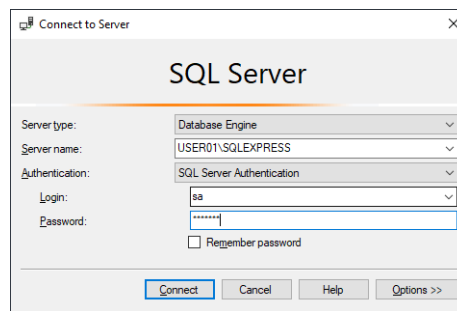 Connect to Server
SQL Server
Server type: Database Engine
Server name: USER01\SQLEXPRESS
Authentication: SQL Server Authentication
Login: sa
Password: *******
Remember password
Connect Cancel Help Options >>